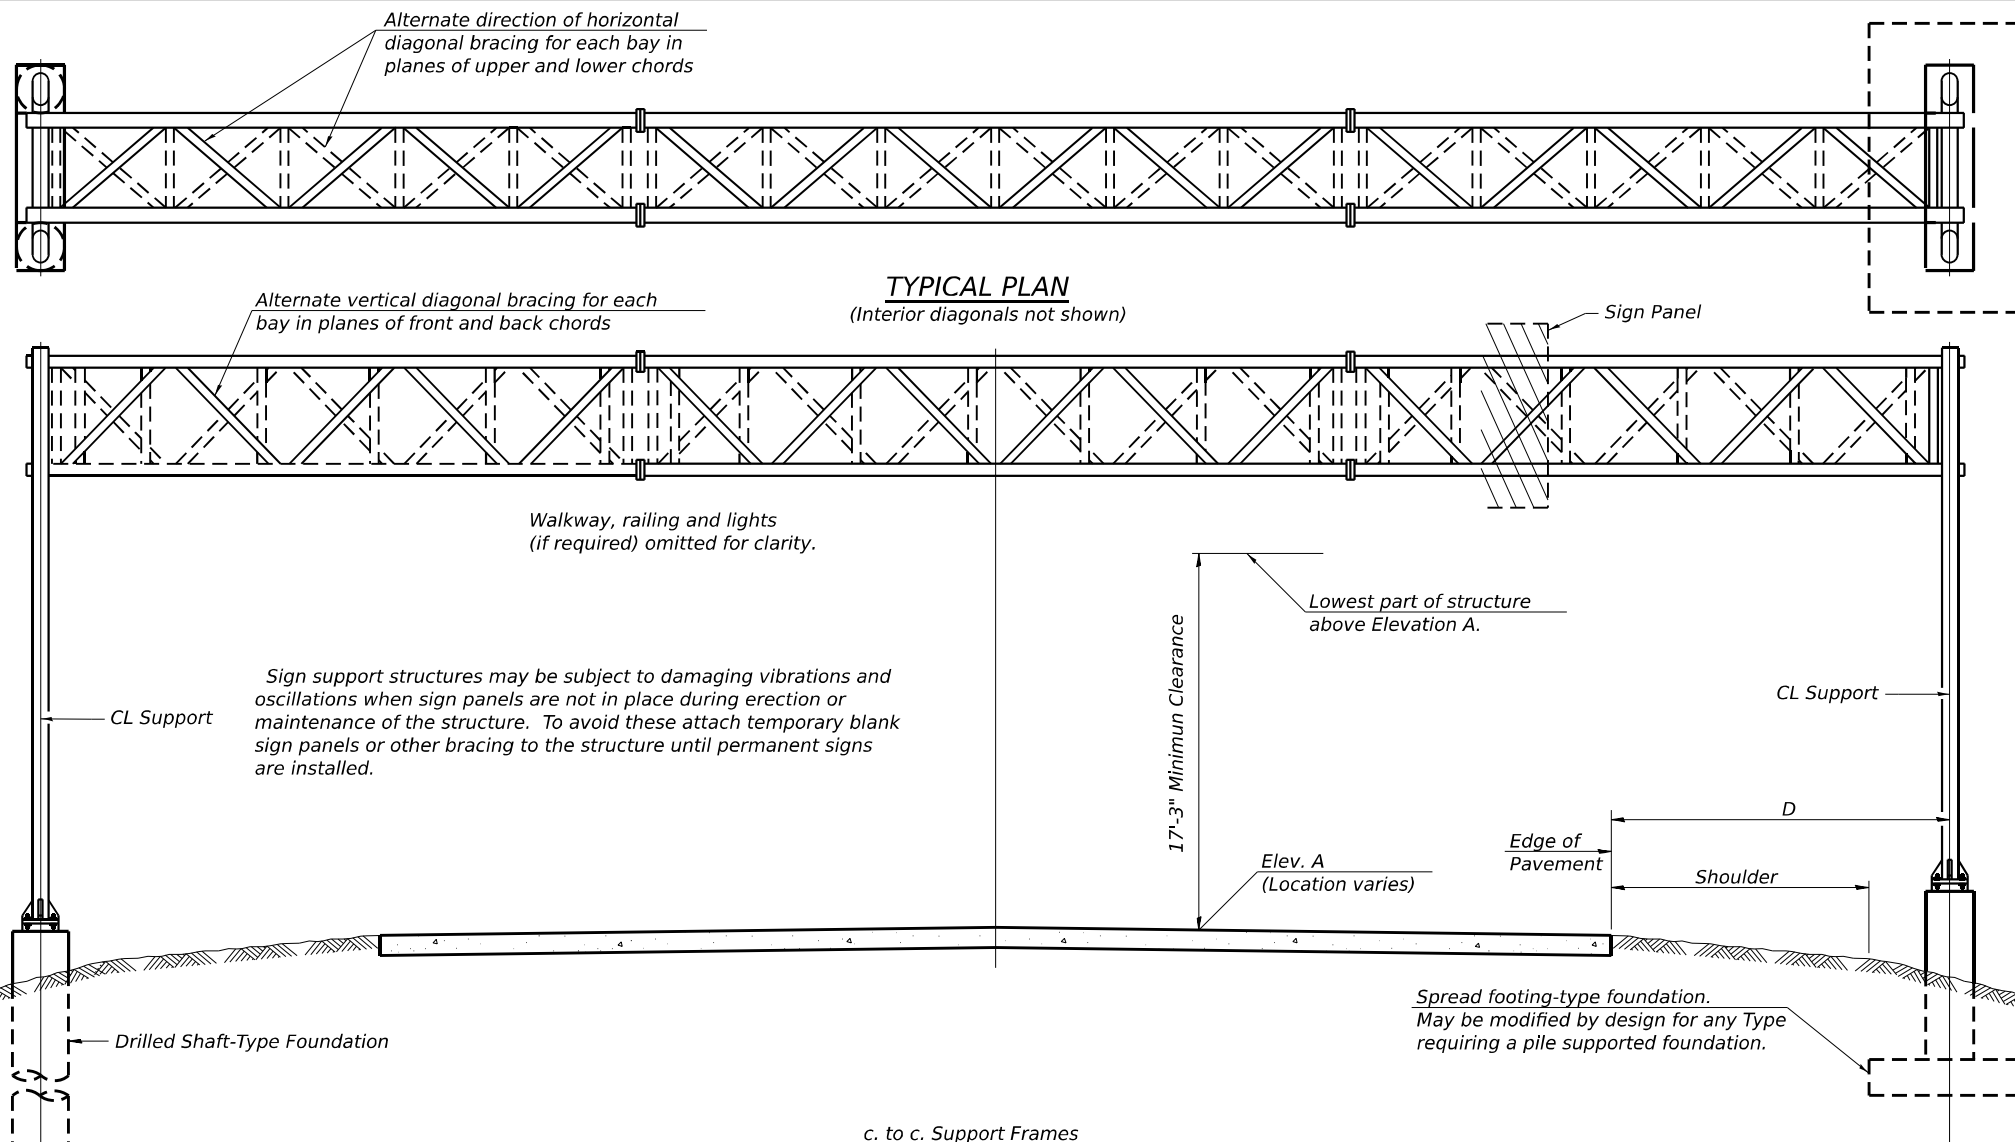 Alternate direction of horizontal
diagonal bracing for each bay in
planes of upper and lower chords
TYPICAL PLAN
(Interior diagonals not shown)
Alternate vertical diagonal bracing for each
bay in planes of front and back chords
Sign Panel
Walkway, railing and lights
(if required) omitted for clarity.
Lowest part of structure
above Elevation A.
17'-3" Minimun Clearance
Sign support structures may be subject to damaging vibrations and
oscillations when sign panels are not in place during erection or
maintenance of the structure.  To avoid these attach temporary blank
sign panels or other bracing to the structure until permanent signs
are installed.
CL Support
CL Support
D
Edge of
Pavement
Elev. A
(Location varies)
Shoulder
Spread footing-type foundation.
May be modified by design for any Type
requiring a pile supported foundation.
Drilled Shaft-Type Foundation
c. to c. Support Frames